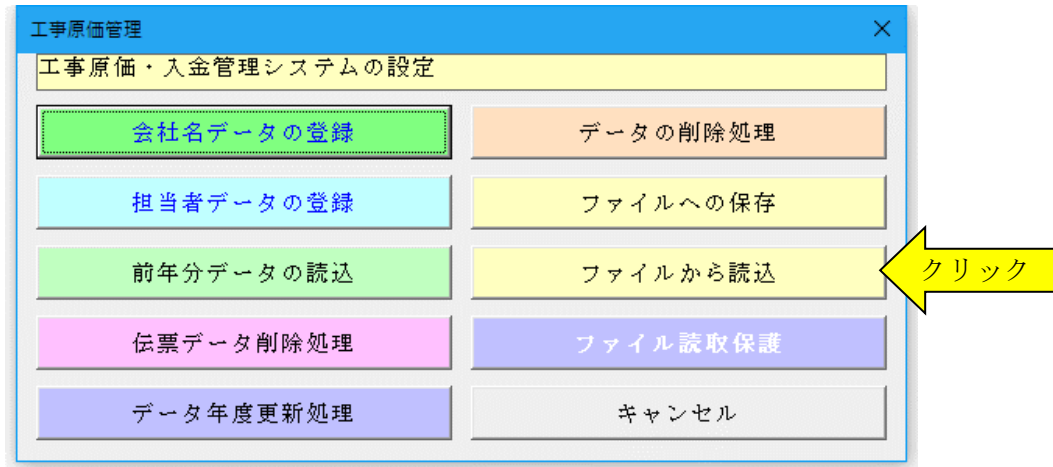 工事原価管理
工事原価・入金管理システムの設定
会社名データの登録
データの削除処理
担当者データの登録
ファイルへの保存
前年分データの読込
ファイルから読込
クリック
伝票データ削除処理
ファイル読取保護
データ年度更新処理
キャンセル